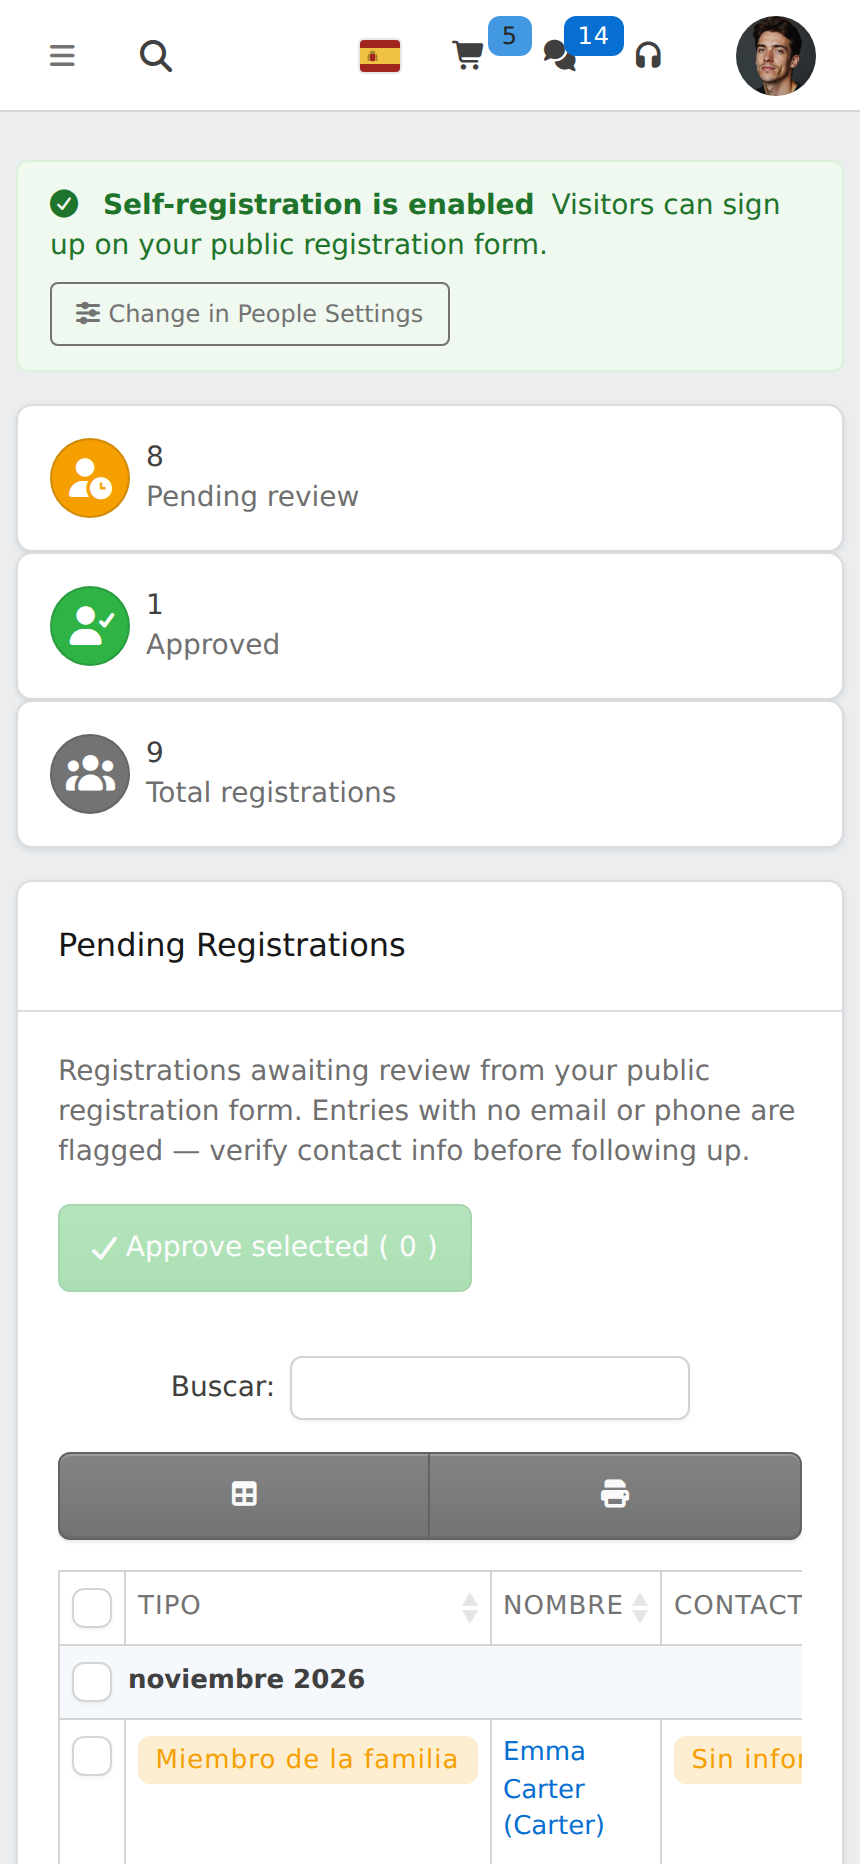 5
14
Self-registration is enabled Visitors can sign
up on your public registration form.
Change in People Settings
8
Pending review
1
Approved
9
Total registrations
Pending Registrations
Registrations awaiting review from your public
registration form. Entries with no email or phone are
flagged — verify contact info before following up.
Approve selected ( 0 )
Buscar:
TIPO NOMBRE CONTACT
noviembre 2026
Miembro de la familia Emma Sin infor
Carter
(Carter)